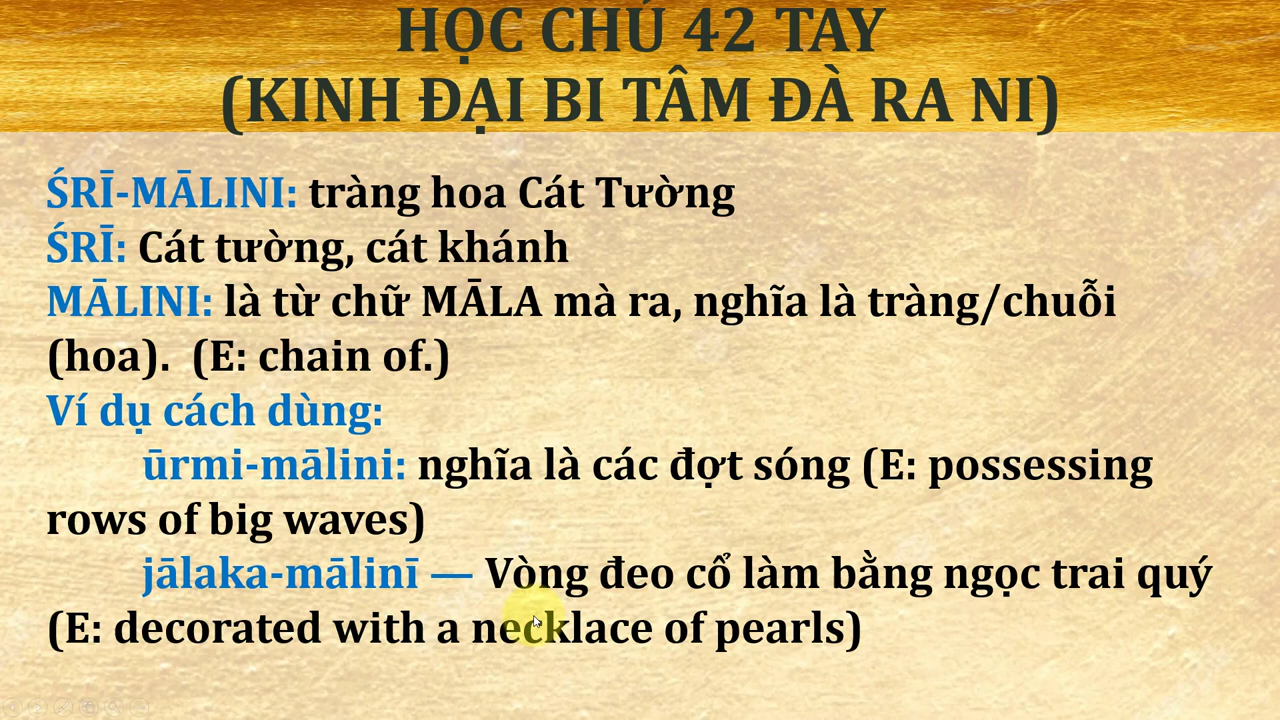 HỌC CHÚ 42 TAY
(KINH ĐẠI BI TÂM ĐÀ RA NI)
ŚRĪ-MĀLINI: tràng hoa Cát Tường
ŚRĪ: Cát tường, cát khánh
MĀLINI: là từ chữ MĀLA mà ra, nghĩa là tràng/chuỗi
(hoa). (E: chain of.)
Ví dụ cách dùng:
ūrmi-mālini: nghĩa là các đợt sóng (E: possessing
rows of big waves)
jālaka-mālinī — Vòng đeo cổ làm bằng ngọc trai quý
(E: decorated with a necklace of pearls)